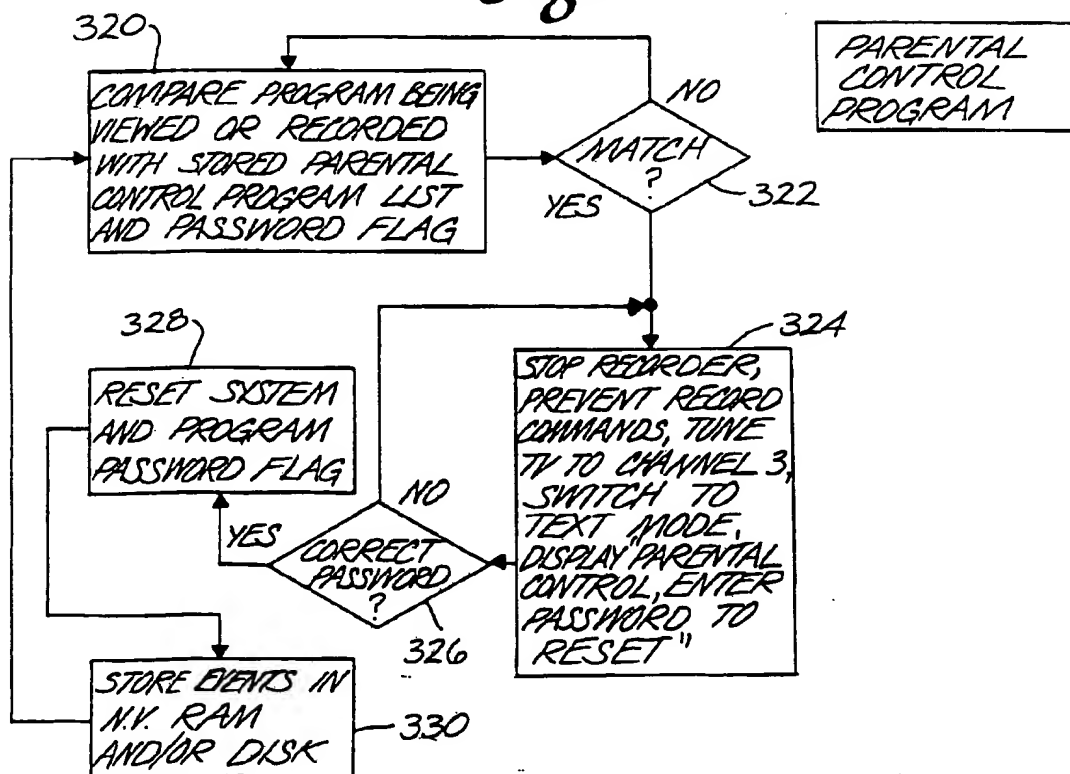 8
320
COMPARE PROGRAM BEING
VIEWED OR RECORDED
WITH STORED PARENTAL
CONTROL PROGRAM LIST
AND PASSWORD FLAG
NO
MATCH
?
YES
322
PARENTAL
CONTROL
PROGRAM
328
RESET SYSTEM
AND PROGRAM
PASSWORD FLAG
NO
YES
CORRECT
PASSWORD
?
326
324
STOP RECORDER,
PREVENT RECORD
COMMANDS, TUNE
TV TO CHANNEL 3,
SWITCH TO
TEXT MODE,
DISPLAY "PARENTAL
CONTROL, ENTER
PASSWORD TO
RESET"
STORE EVENTS IN
N.V. RAM
AND/OR DISK
330